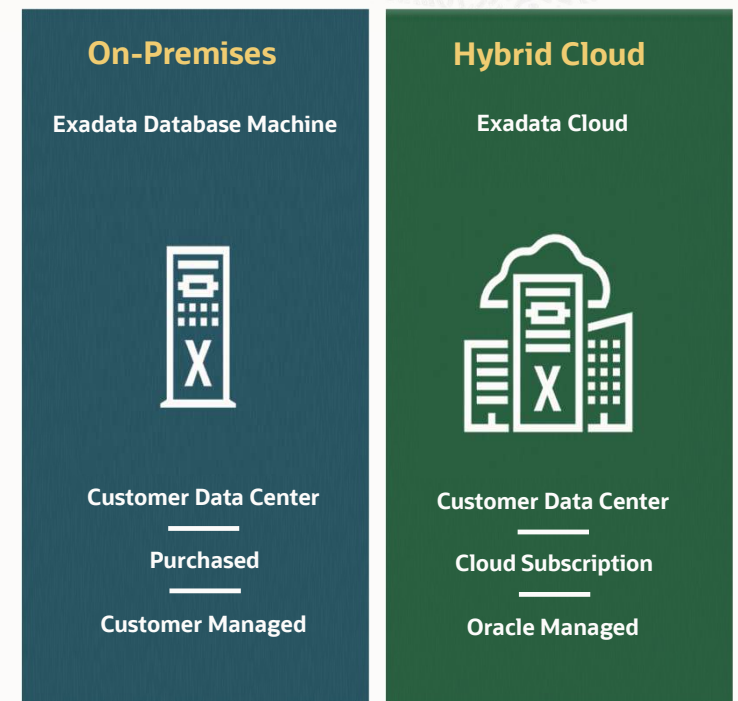 On-Premises
Exadata Database Machine
X
Customer Data Center
Purchased
Customer Managed
Hybrid Cloud
Exadata Cloud
X
Customer Data Center
Cloud Subscription
Oracle Managed